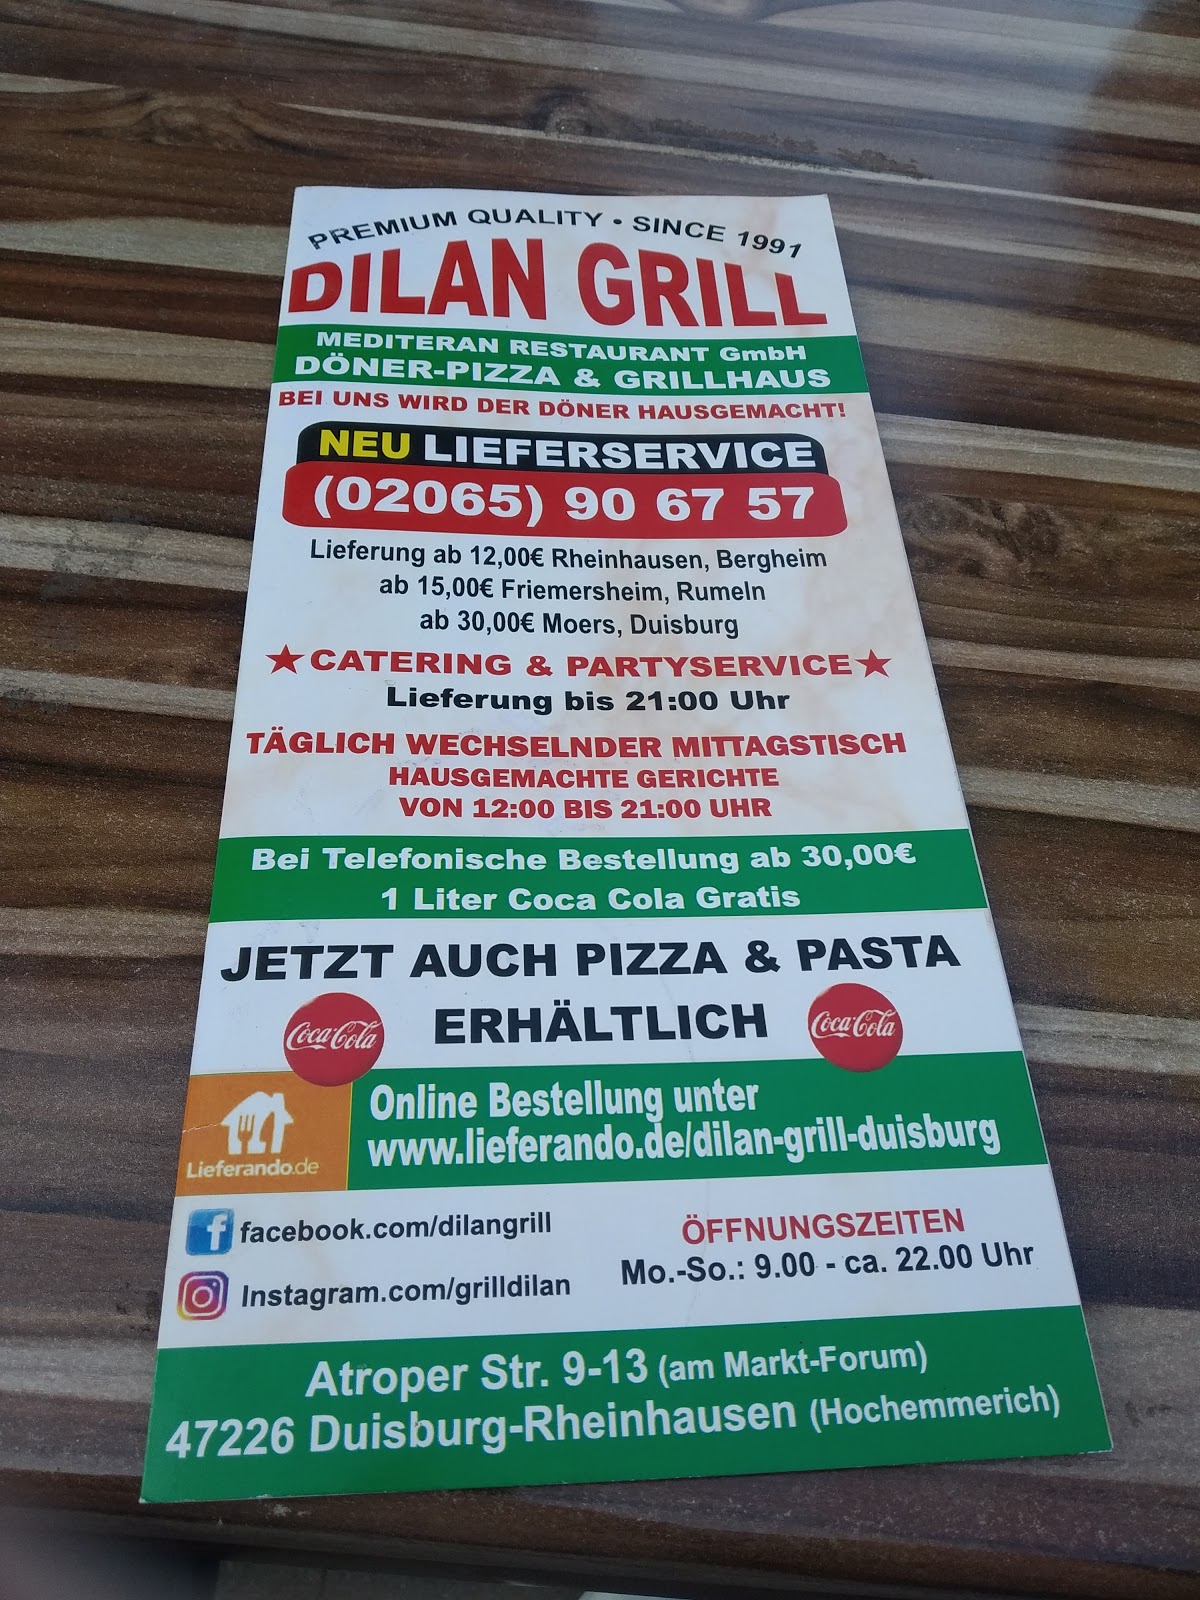 PREMIUM QUALITY • SINCE 1991
DILAN GRILL
MEDITERAN RESTAURANT GmbH
DÖNER-PIZZA & GRILLHAUS
BEI UNS WIRD DER DÖNER HAUSGEMACHT!
NEU LIEFERSERVICE
(02065) 90 67 57
Lieferung ab 12,00€ Rheinhausen, Bergheim
ab 15,00€ Friemersheim, Rumeln
ab 30,00€ Moers, Duisburg
★CATERING & PARTYSERVICE★
Lieferung bis 21:00 Uhr
TÄGLICH WECHSELNDER MITTAGSTISCH
HAUSGEMACHTE GERICHTE
VON 12:00 BIS 21:00 UHR
Bei Telefonische Bestellung ab 30,00€
1 Liter Coca Cola Gratis
JETZT AUCH PIZZA & PASTA
ERHÄLTLICH
Coca-Cola
Coca-Cola
Lieferando.de
Online Bestellung unter
www.lieferando.de/dilan-grill-duisburg
facebook.com/dilangrill
Instagram.com/grilldilan
ÖFFNUNGSZEITEN
Mo.-So.: 9.00 - ca. 22.00 Uhr
Atroper Str. 9-13 (am Markt-Forum)
47226 Duisburg-Rheinhausen (Hochemmerich)